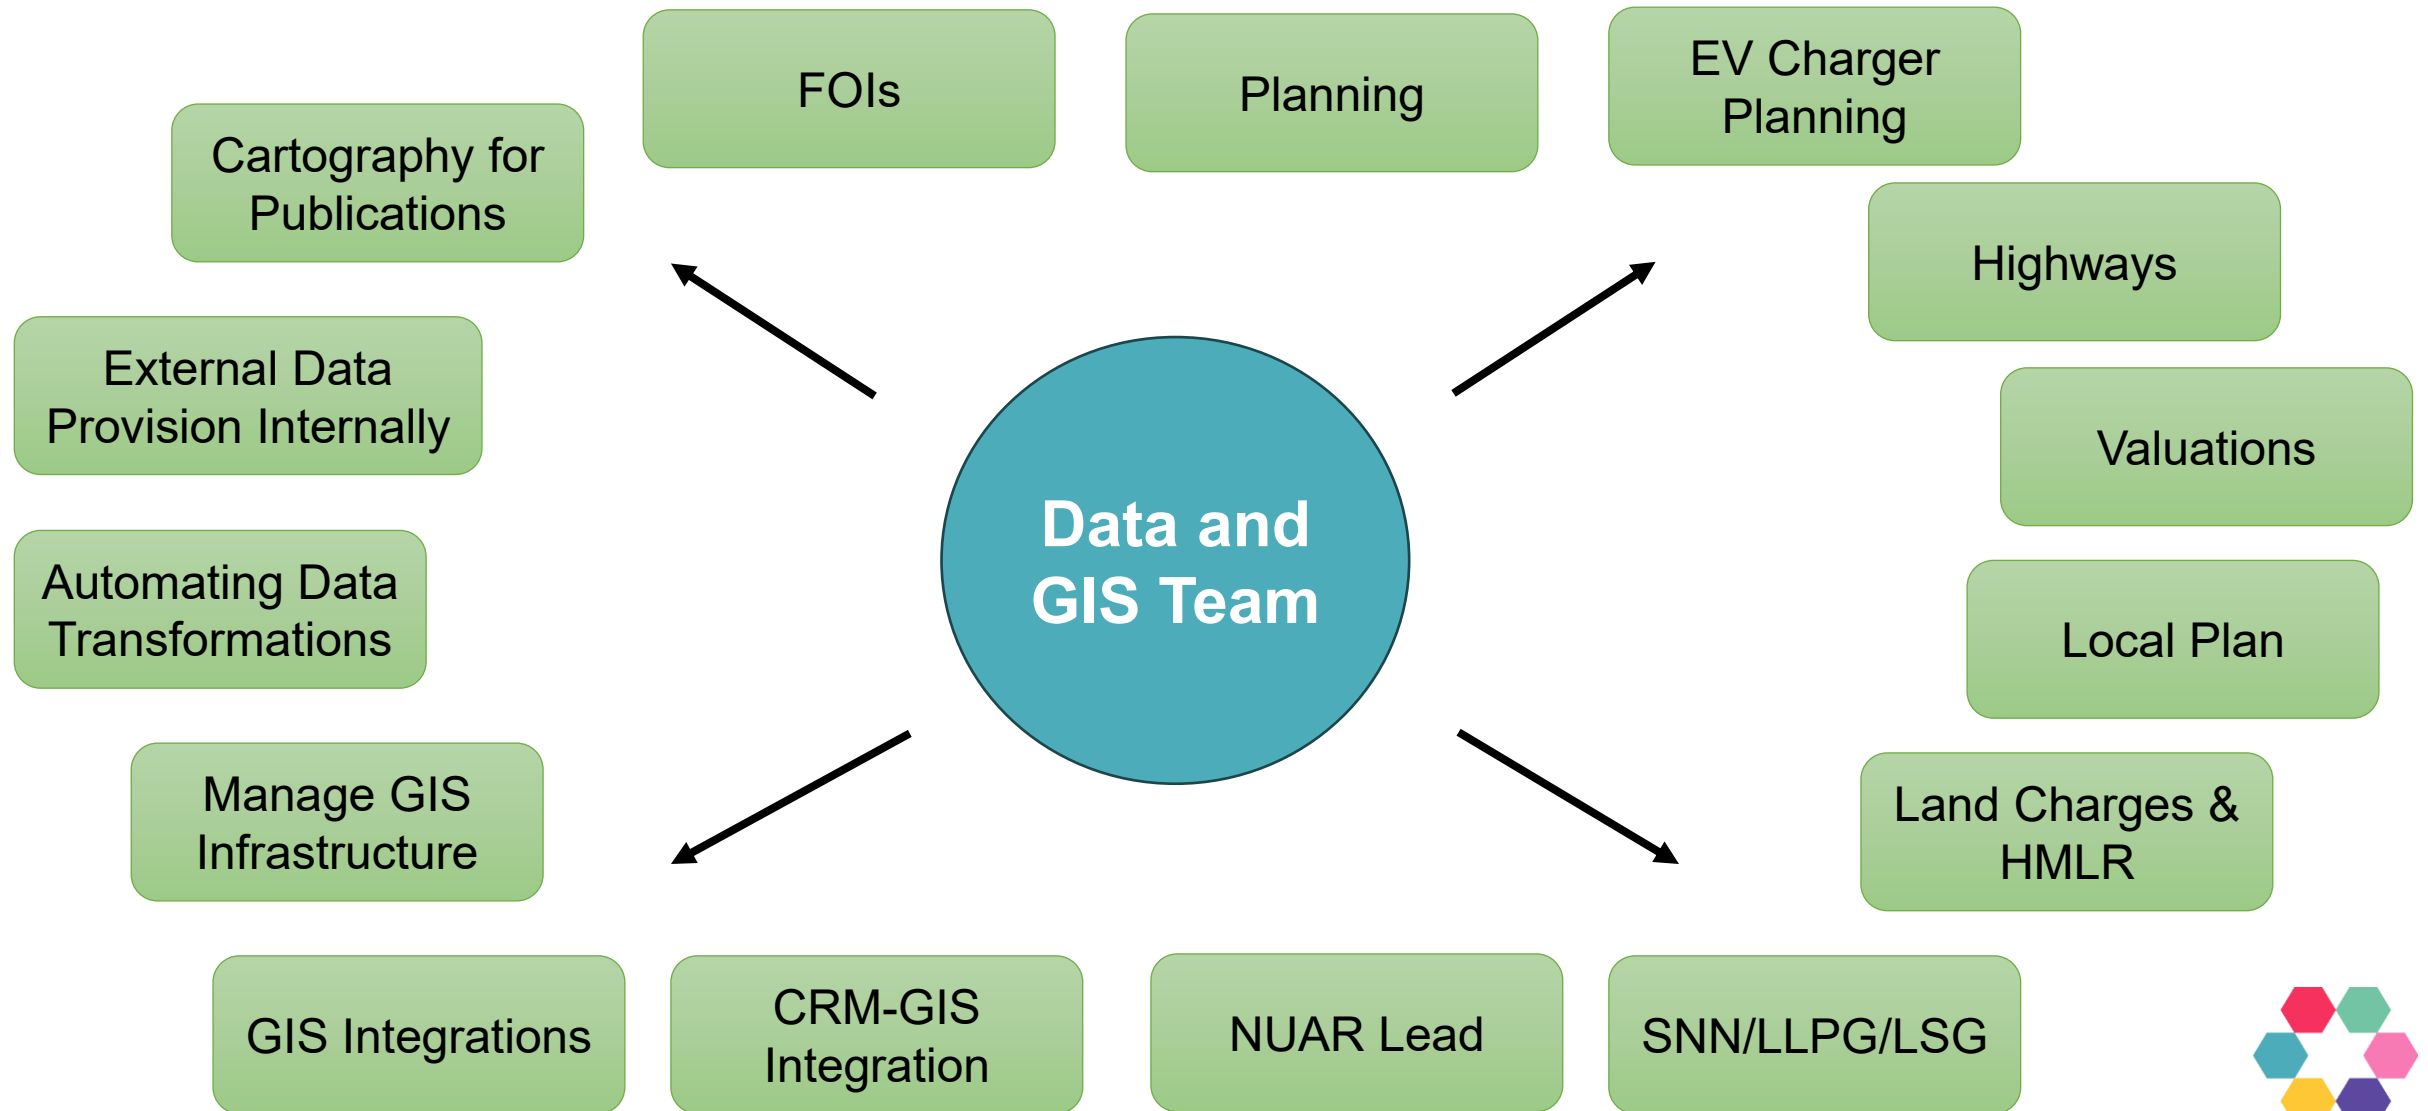 FOIs
Planning
EV Charger
Planning
Cartography for
Publications
Highways
External Data
Provision Internally
Valuations
Data and
GIS Team
Automating Data
Transformations
Local Plan
Manage GIS
Infrastructure
Land Charges &
HMLR
GIS Integrations
CRM-GIS
Integration
NUAR Lead
SNN/LLPG/LSG